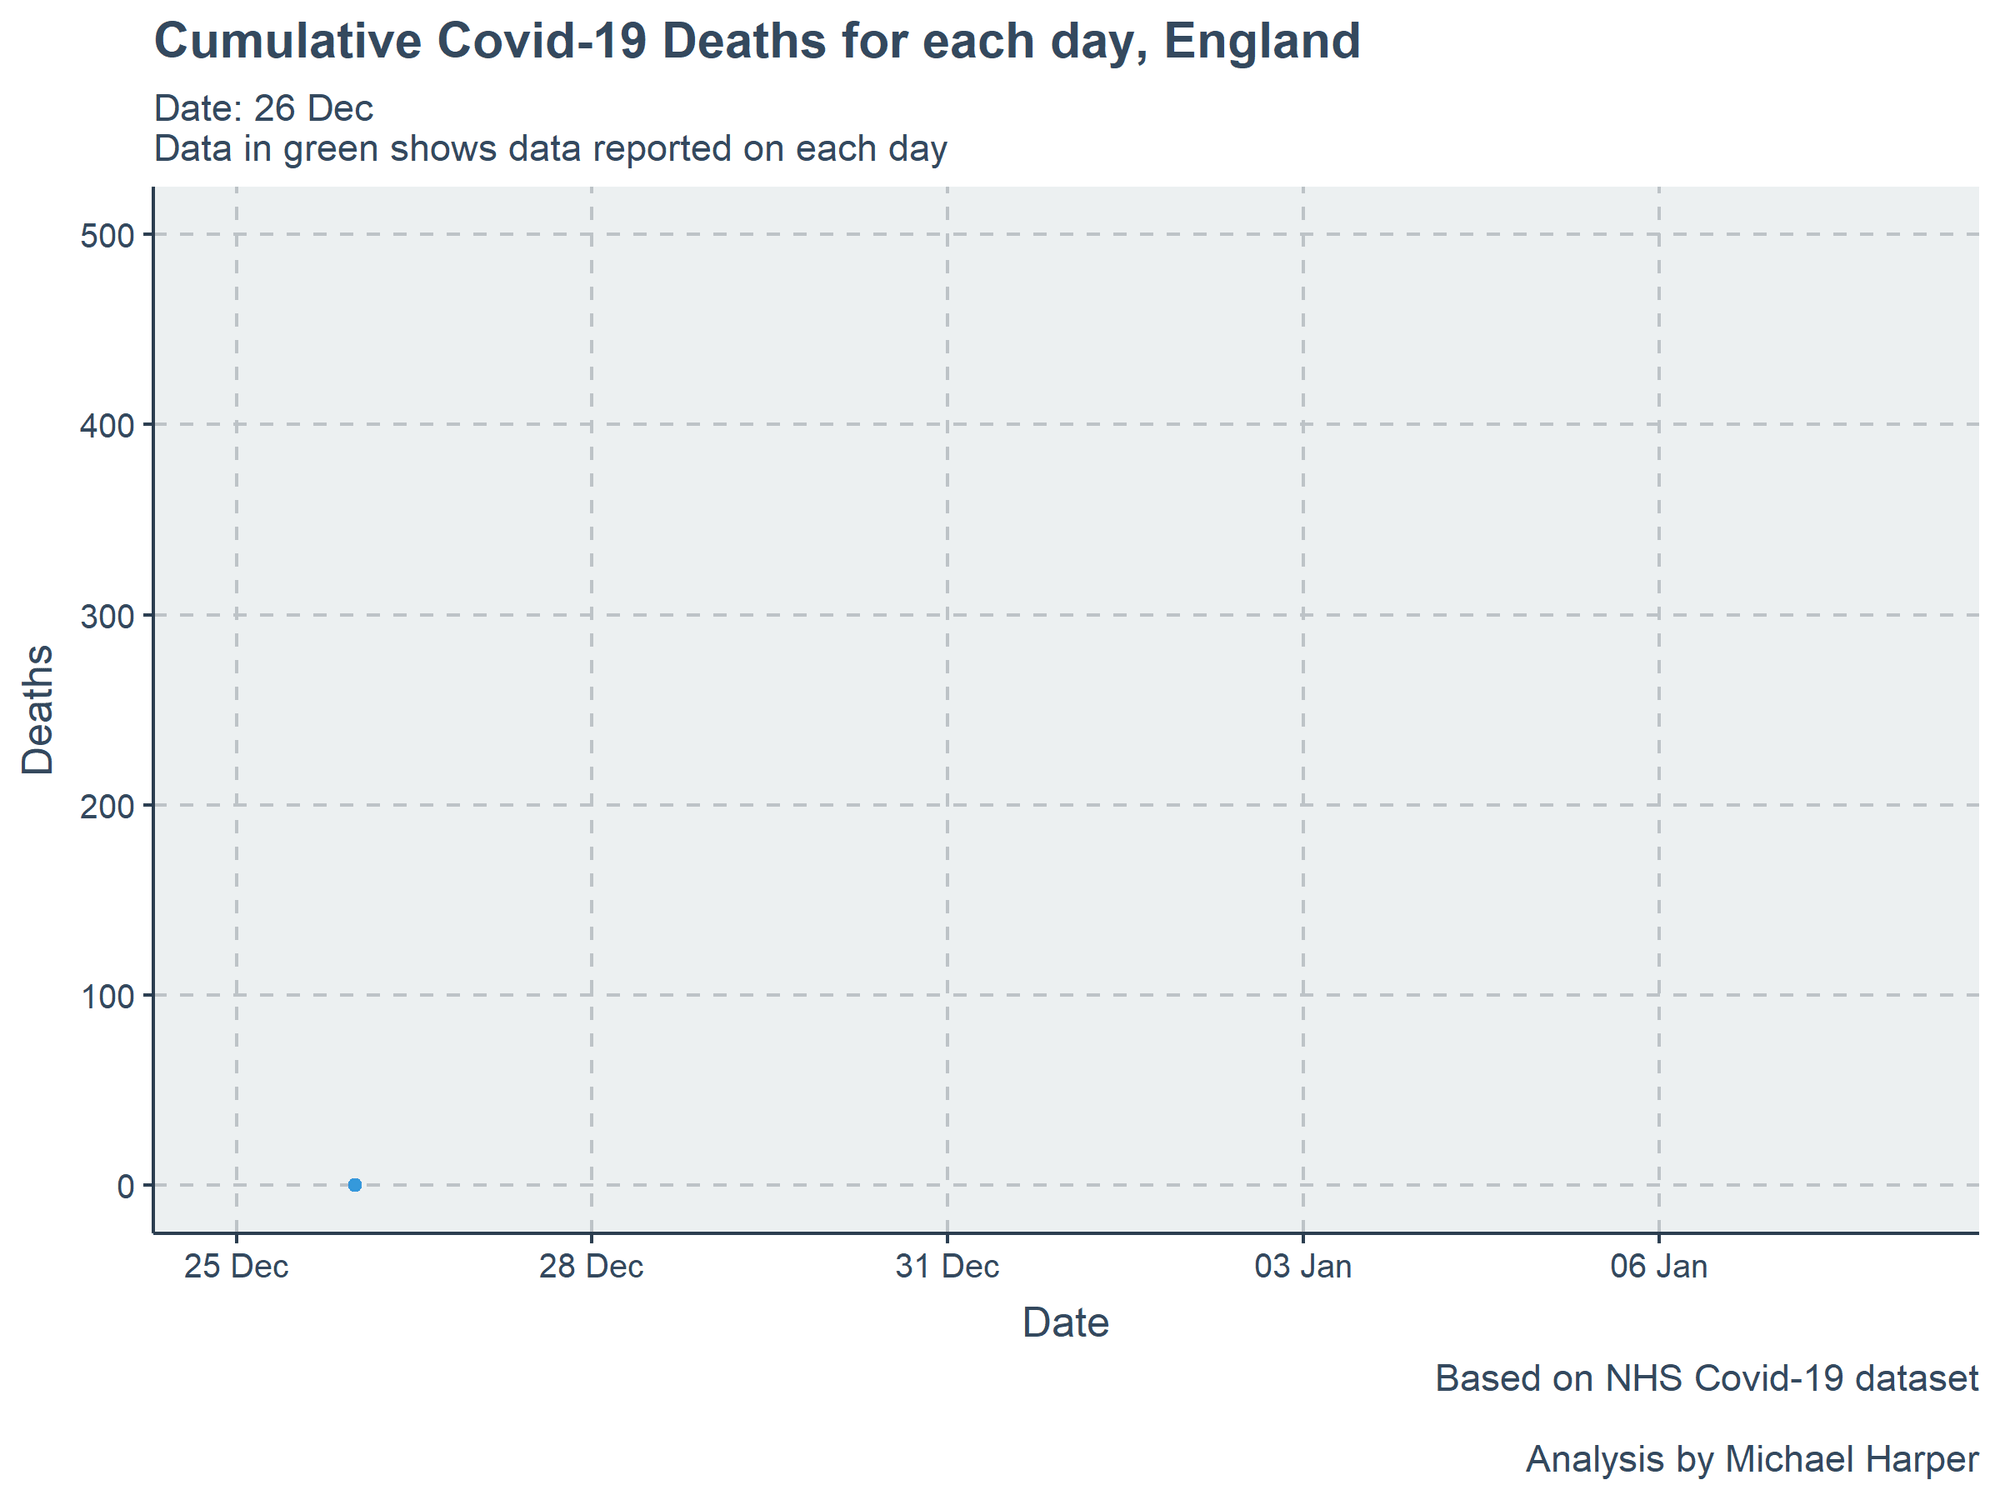 Cumulative Covid-19 Deaths for each day, England
Date: 26 Dec
Data in green shows data reported on each day
500
400
300
200
100
0
Deaths
25 Dec 28 Dec 31 Dec 03 Jan 06 Jan
Date
Based on NHS Covid-19 dataset
Analysis by Michael Harper